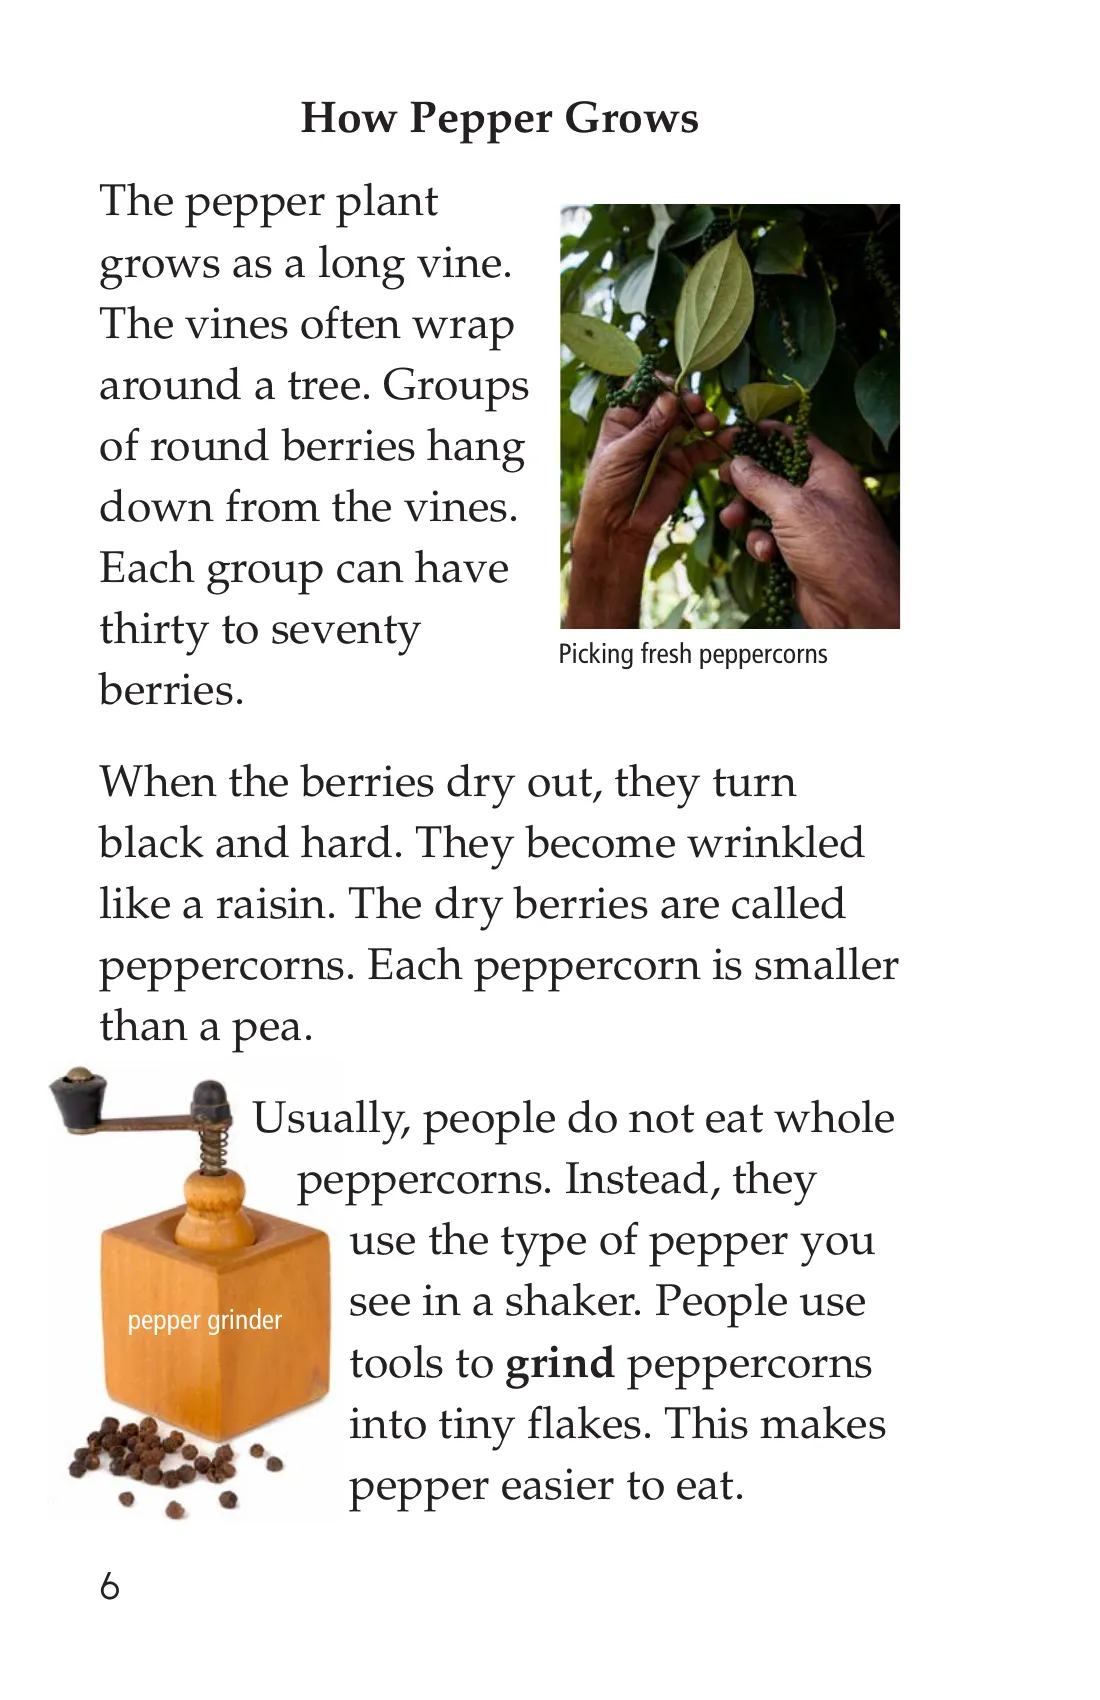 How Pepper Grows
The pepper plant
grows as a long vine.
The vines often wrap
around a tree. Groups
of round berries hang
down from the vines.
Each group can have
thirty to seventy
berries.
Picking fresh peppercorns
When the berries dry out, they turn
black and hard. They become wrinkled
like a raisin. The dry berries are called
peppercorns. Each peppercorn is smaller
than a pea.
Usually, people do not eat whole
peppercorns. Instead, they
use the type of pepper you
see in a shaker. People use
tools to grind peppercorns
into tiny flakes. This makes
pepper easier to eat.
pepper grinder
6